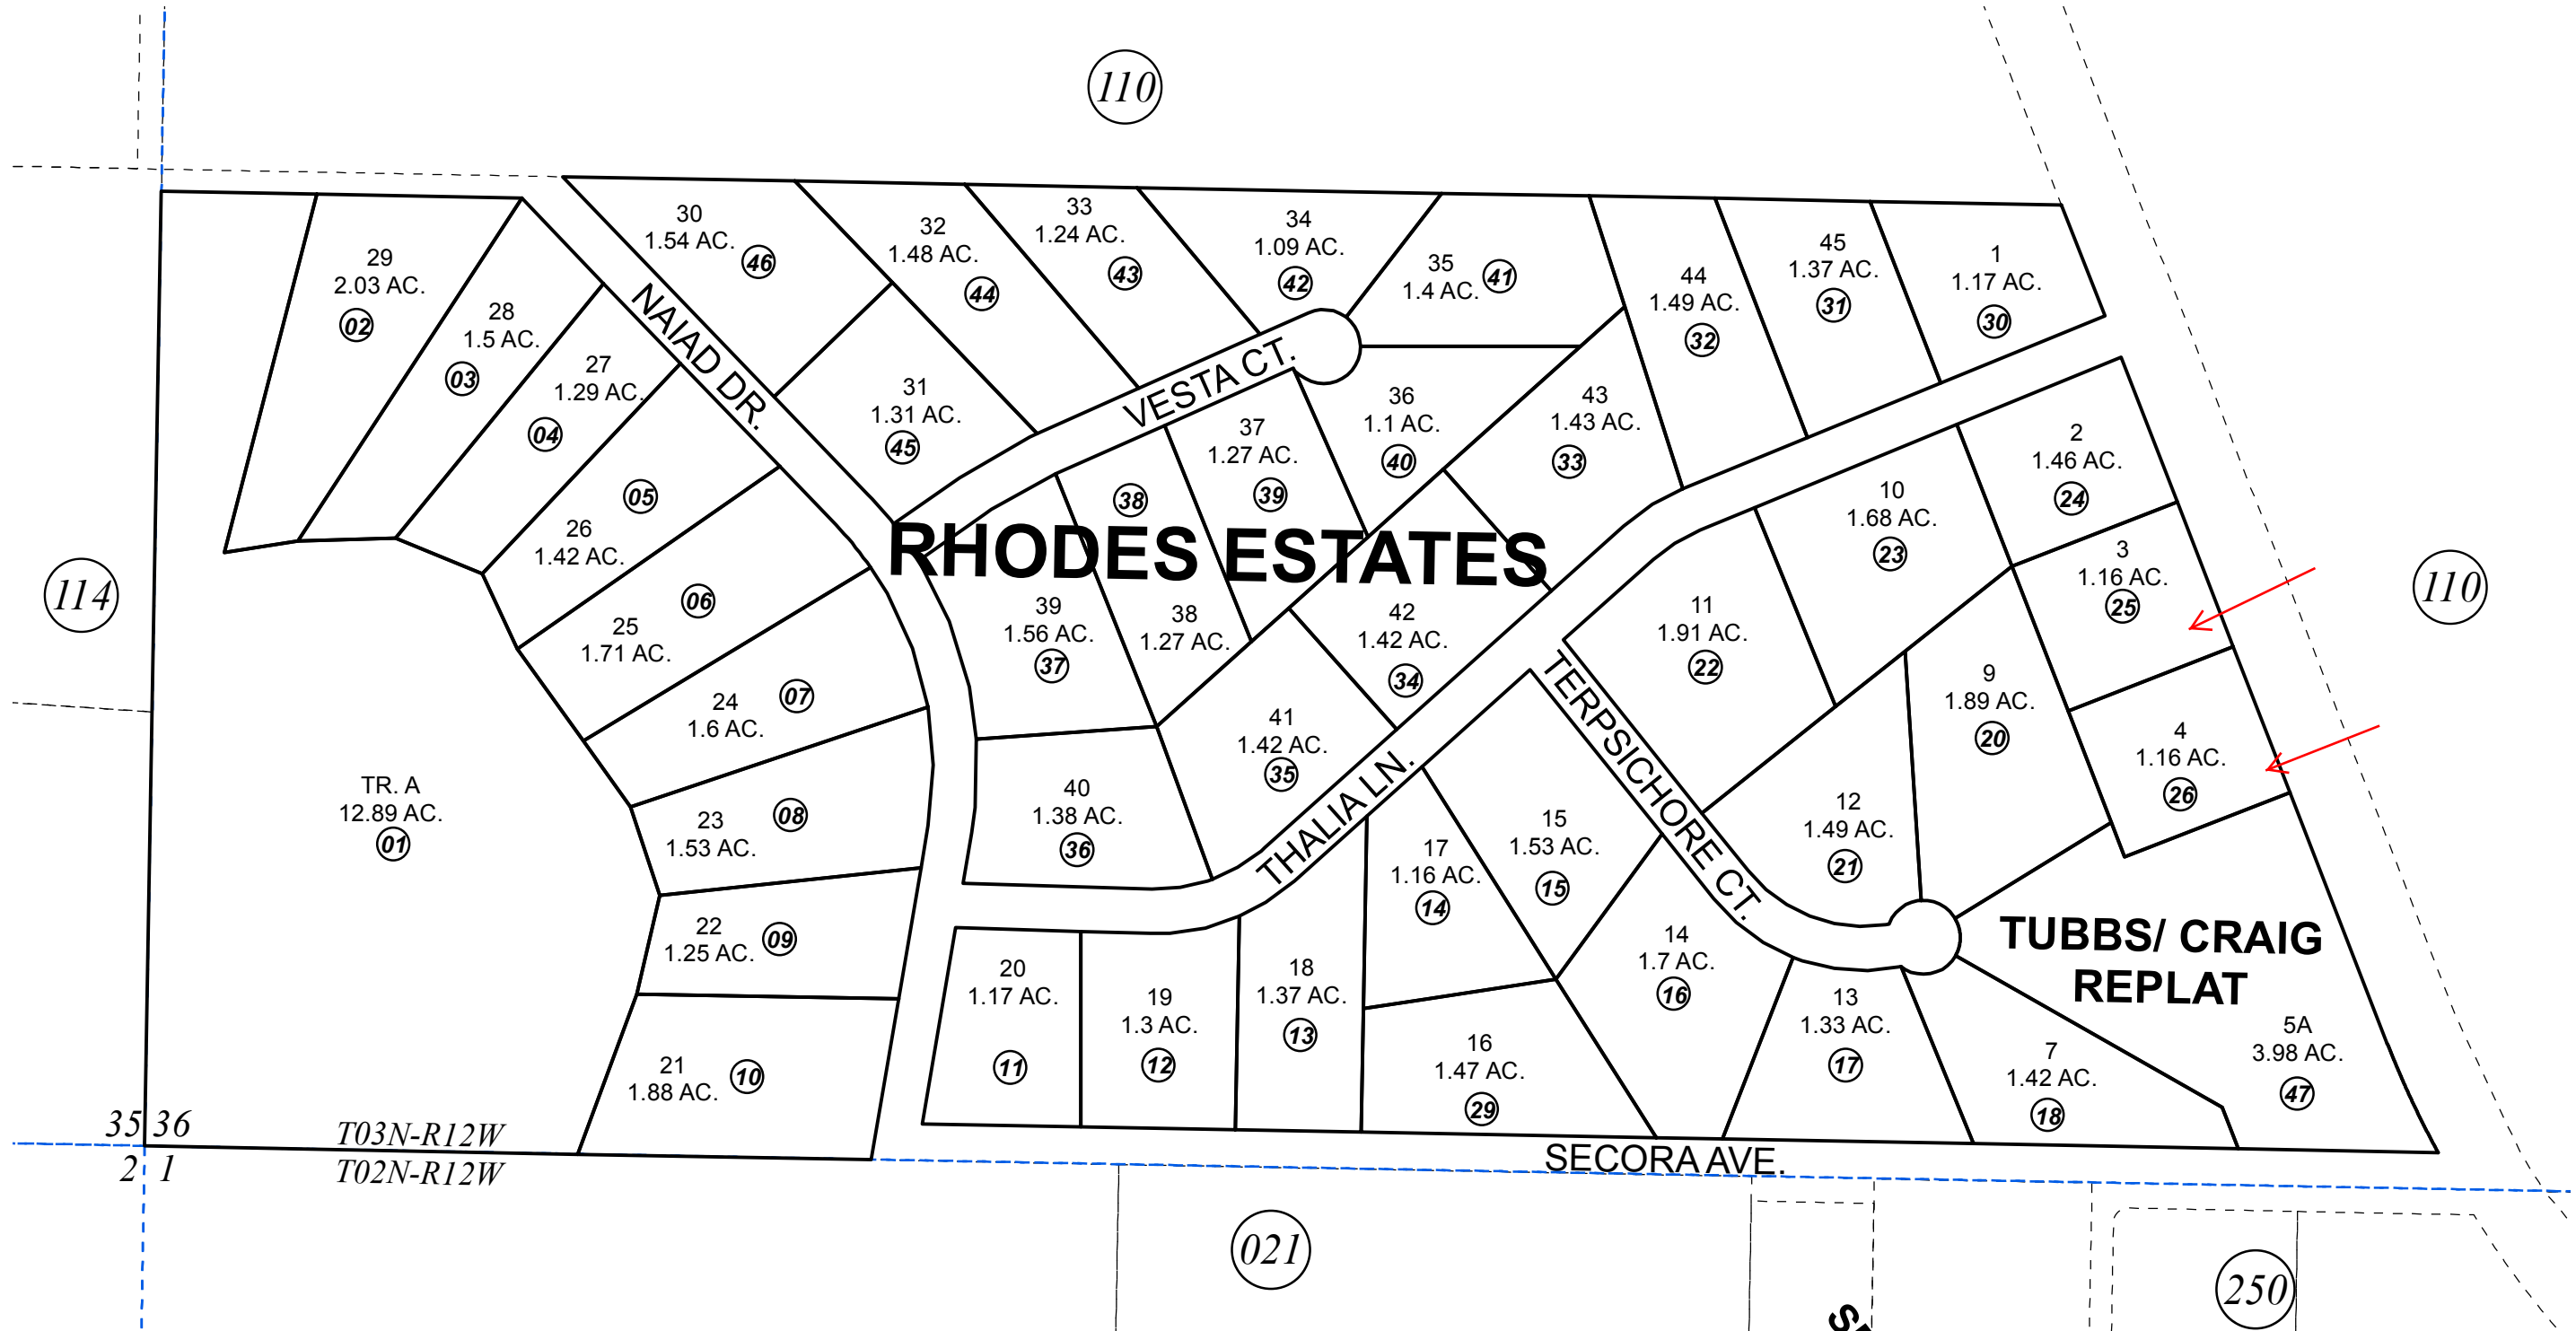 110
30
1.54 AC.
46
32
1.48 AC.
44
33
1.24 AC.
43
34
1.09 AC.
42
35
1.4 AC.
41
44
1.49 AC.
32
45
1.37 AC.
31
1
1.17 AC.
30
29
2.03 AC.
02
28
1.5 AC.
03
27
1.29 AC.
04
NAIAD DR.
31
1.31 AC.
45
VESTA CT.
36
1.1 AC.
40
43
1.43 AC.
33
37
1.27 AC.
39
38
2
1.46 AC.
24
10
1.68 AC.
23
05
26
1.42 AC.
RHODES ESTATES
3
1.16 AC.
25
110
114
06
25
1.71 AC.
39
1.56 AC.
37
38
1.27 AC.
42
1.42 AC.
34
11
1.91 AC.
22
9
1.89 AC.
20
07
24
1.6 AC.
41
1.42 AC.
35
TERPSICHORE CT.
4
1.16 AC.
26
TR. A
12.89 AC.
01
23
1.53 AC.
08
40
1.38 AC.
36
THALIA LN.
17
1.16 AC.
14
15
1.53 AC.
15
12
1.49 AC.
21
22
1.25 AC.
09
14
1.7 AC.
16
TUBBS/ CRAIG
REPLAT
20
1.17 AC.
11
19
1.3 AC.
12
18
1.37 AC.
13
16
1.47 AC.
29
13
1.33 AC.
17
7
1.42 AC.
18
5A
3.98 AC.
47
21
1.88 AC.
10
35 36
T03N-R12W
2 1
T02N-R12W
SECORA AVE.
021
250